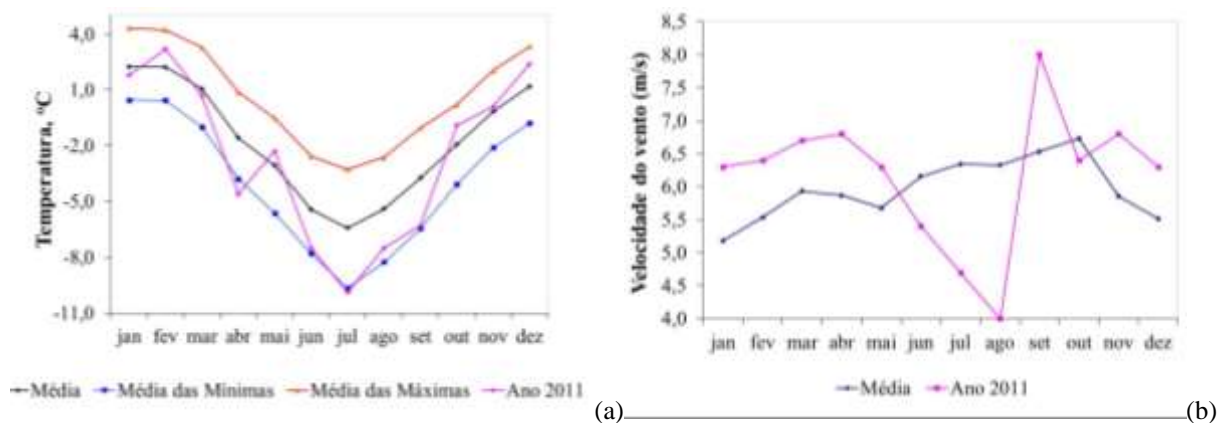 Temperatura, °C
4,0
1,0
-2,0
-5,0
-8,0
-11,0
jan fev mar abr mai jun jul ago set out nov dez
Média Média das Mínimas Média das Máximas Ano 2011
(a)
Velocidade do vento (m/s)
8,5
8,0
7,5
7,0
6,5
6,0
5,5
5,0
4,5
4,0
jan fev mar abr mai jun jul ago set out nov dez
Média Ano 2011
(b)